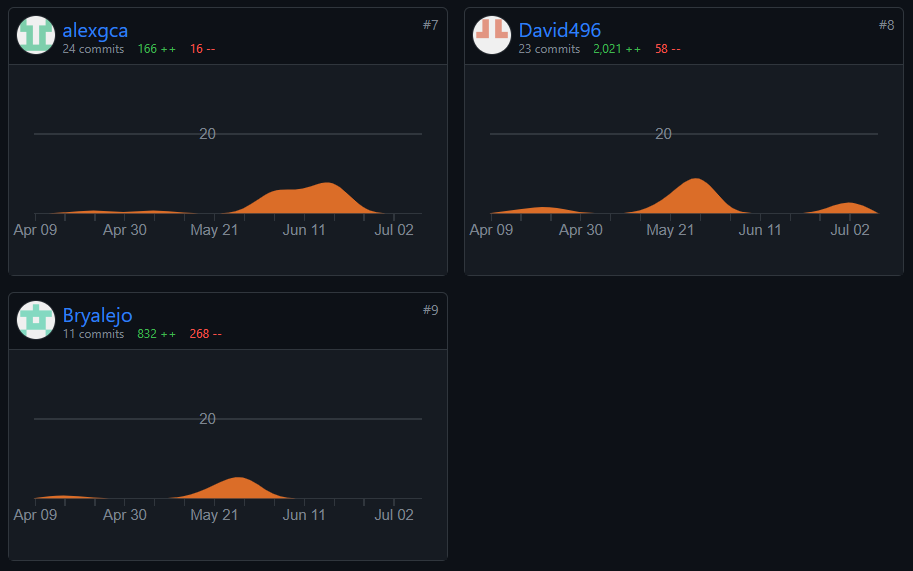 alexgca #7
24 commits 166 ++ 16 --
20
Apr 09 Apr 30 May 21 Jun 11 Jul 02
David496 #8
23 commits 2,021 ++ 58 --
20
Apr 09 Apr 30 May 21 Jun 11 Jul 02
Bryalejo #9
11 commits 832 ++ 268 --
20
Apr 09 Apr 30 May 21 Jun 11 Jul 02